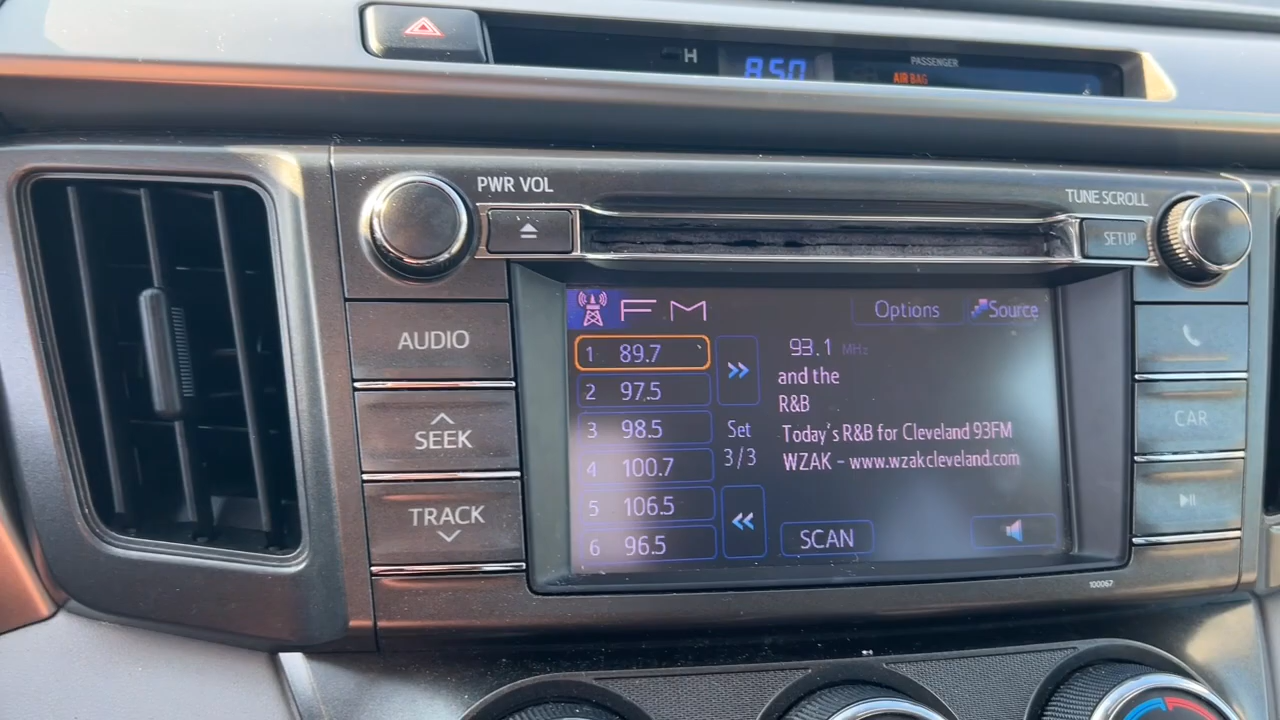 H
8:50
PASSENGER
AIR BAG
PWR VOL
TUNE SCROLL
SETUP
AUDIO
SEEK
TRACK
CAR
FM
Options
Source
1 89.7
2 97.5
3 98.5
4 100.7
5 106.5
6 96.5
Set
3/3
93.1 MHz
and the
R&B
Today's R&B for Cleveland 93FM
WZAK - www.wzakcleveland.com
SCAN
100067